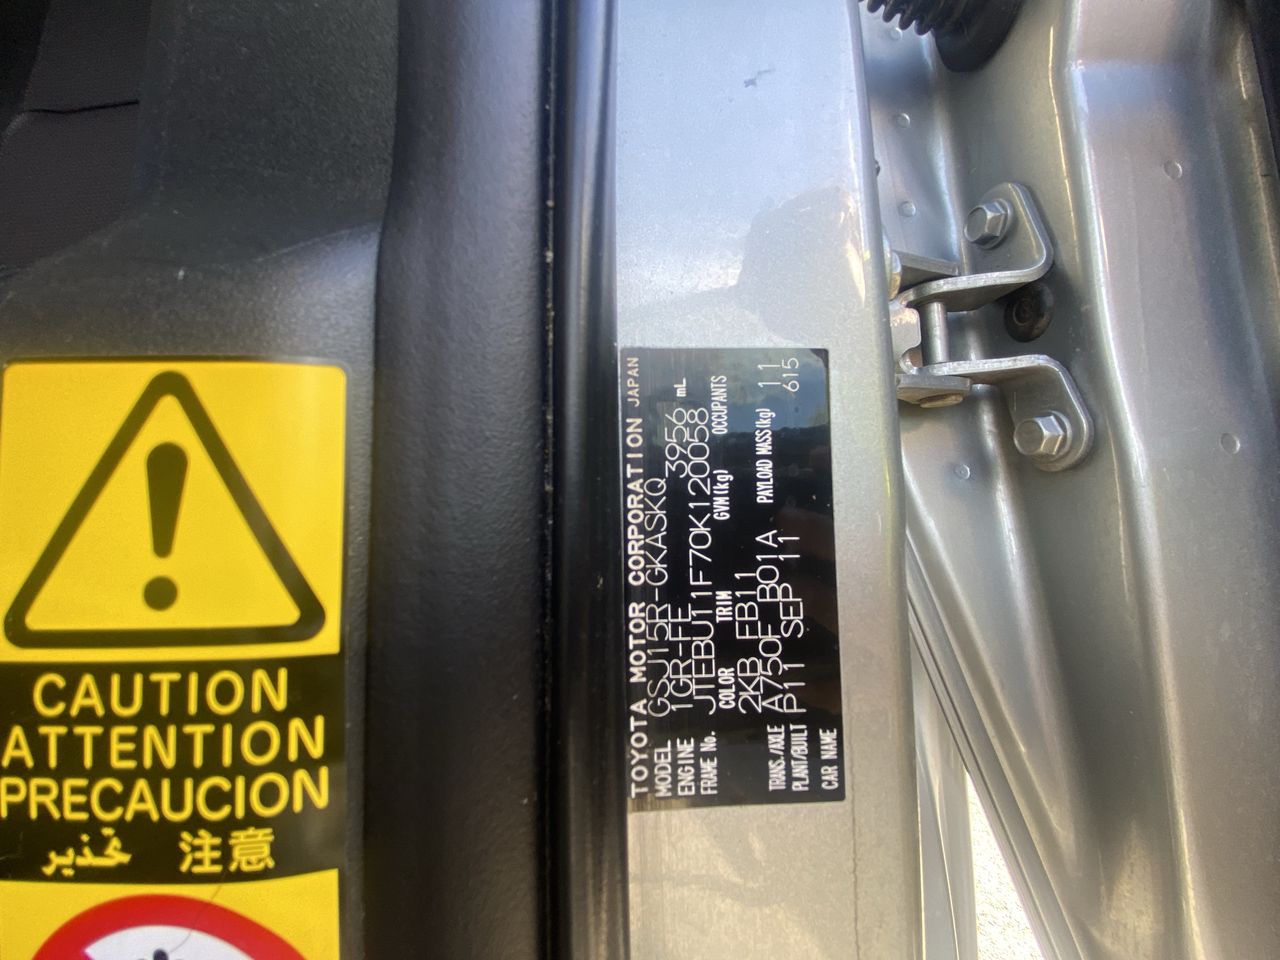 CAUTION
ATTENTION
PRECAUCION
تحذير 注意
TOYOTA MOTOR CORPORATION JAPAN
MODEL GSJ15R-GKASKQ
ENGINE 1GR-FE 3956 mL
FRAME No. JTEBU11F70K120058
COLOR TRIM GVM(kg) OCCUPANTS
2KB FB11
TRANS./AXLE A750F B01A PAYLOAD MASS(kg) 11
PLANT/BUILT P11 SEP 11 615
CAR NAME